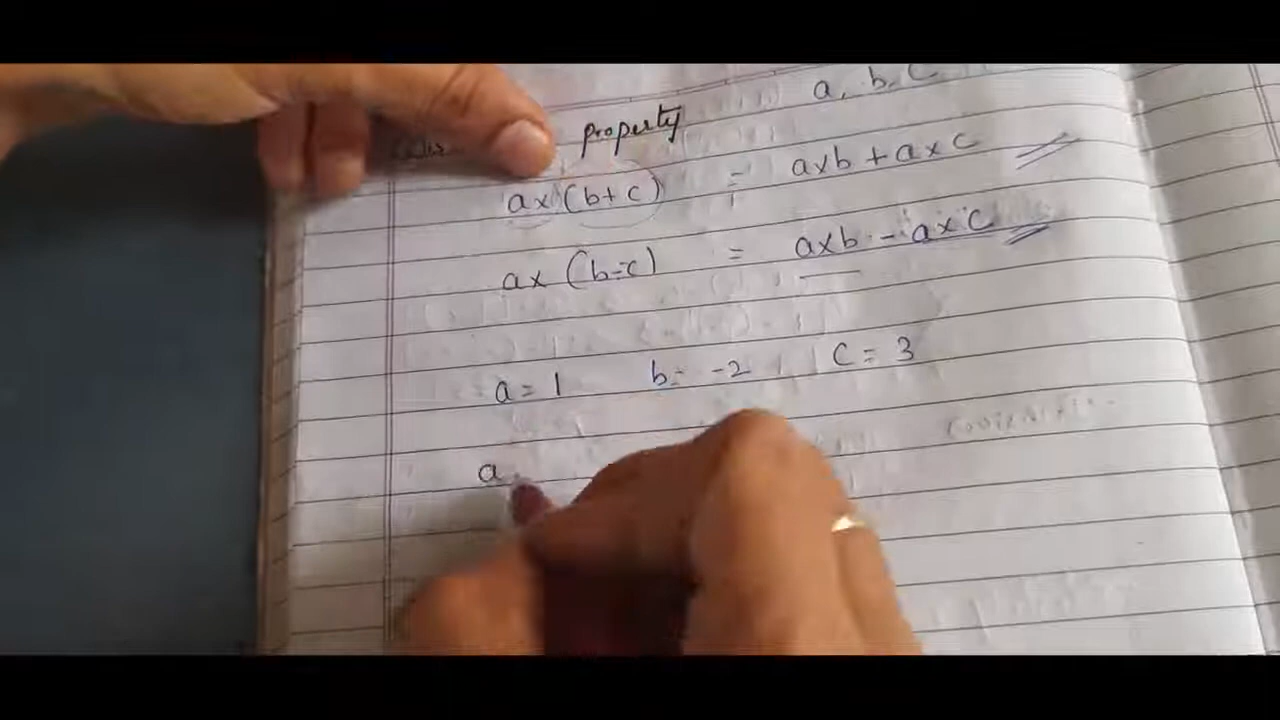 a, b, c
property
a×(b+c) = a×b + a×c
a× (b-c) = a×b - a×c
a = 1 b = -2 c = 3
a